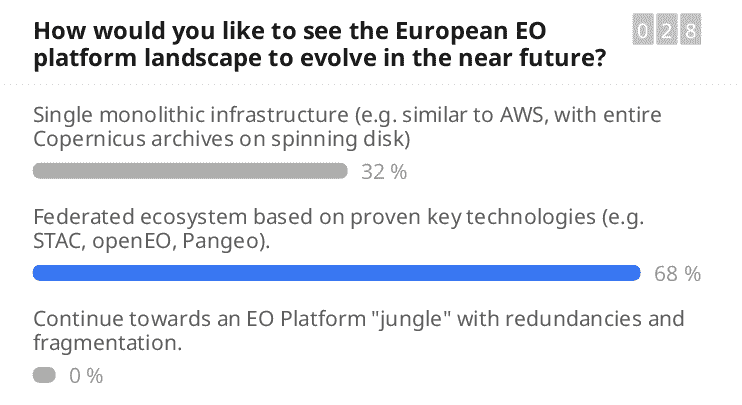 How would you like to see the European EO
028
platform landscape to evolve in the near future?
Single monolithic infrastructure (e.g. similar to AWS, with entire
Copernicus archives on spinning disk)
32 %
Federated ecosystem based on proven key technologies (e.g.
STAC, openEO, Pangeo).
68 %
Continue towards an EO Platform "jungle" with redundancies and
fragmentation.
0 %